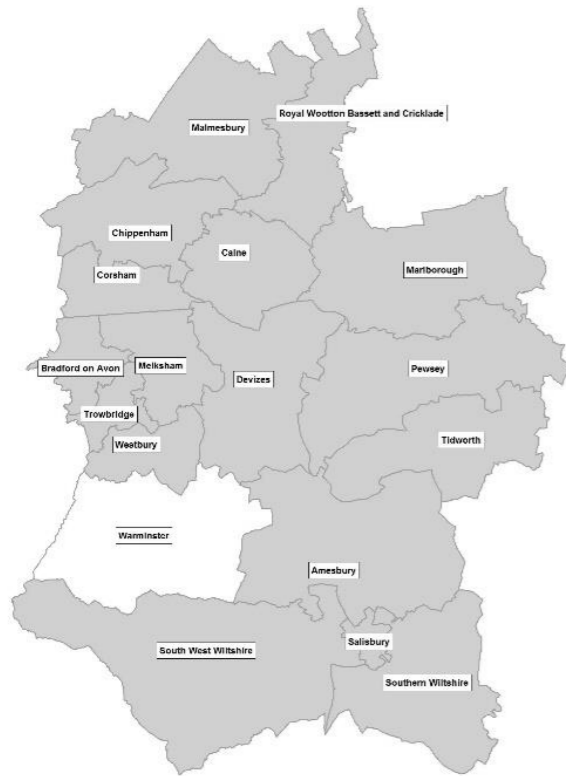 Royal Wootton Bassett and Cricklade
Malmesbury
Chippenham
Calne
Corsham
Marlborough
Bradford on Avon
Melksham
Devizes
Pewsey
Trowbridge
Westbury
Tidworth
Warminster
Amesbury
Salisbury
South West Wiltshire
Southern Wiltshire